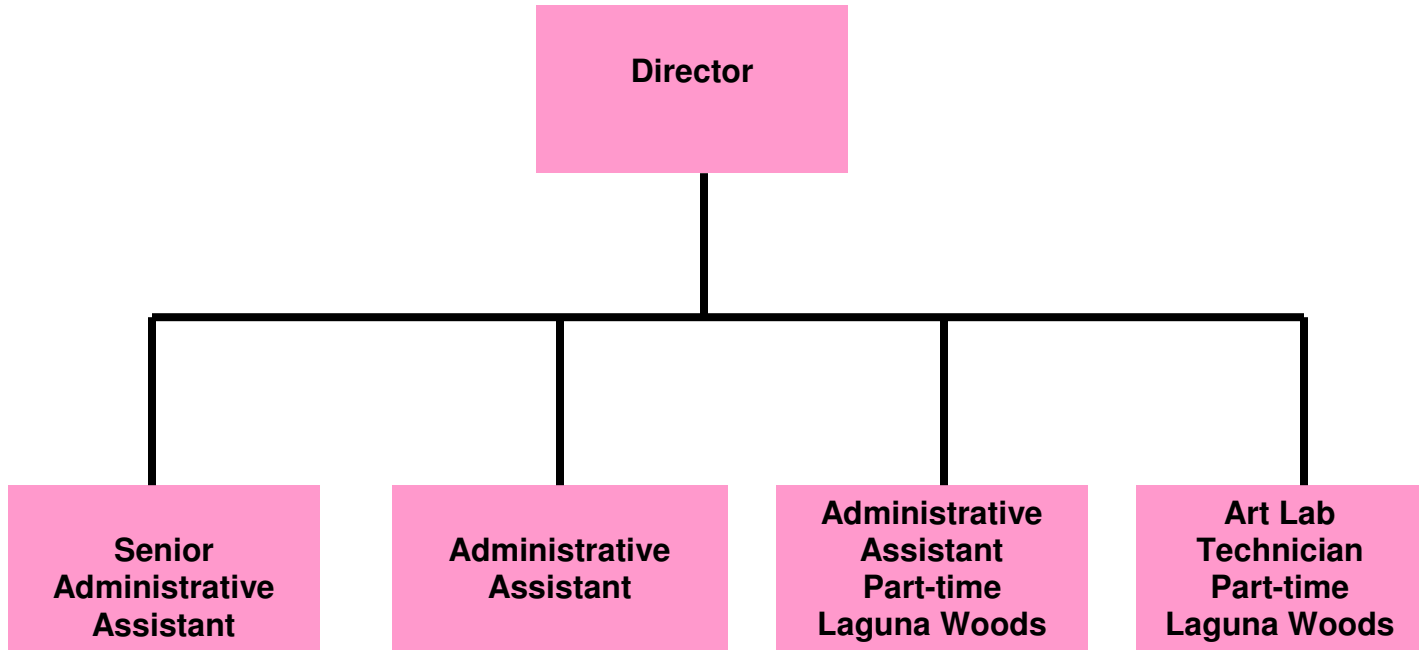 Director
Senior
Administrative
Assistant
Administrative
Assistant
Administrative
Assistant
Part-time
Laguna Woods
Art Lab
Technician
Part-time
Laguna Woods